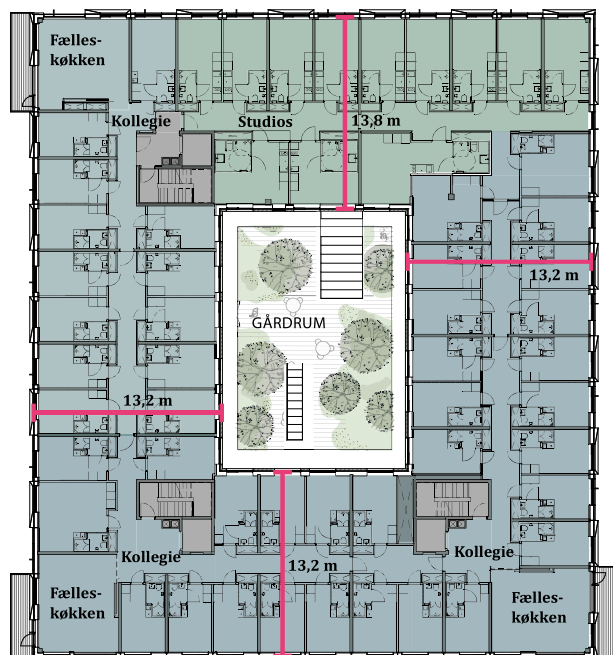 Fælles-
køkken
Kollegie
Studios
13,8 m
13,2 m
GÅRDRUM
13,2 m
13,2 m
Kollegie
Kollegie
Fælles-
køkken
Fælles-
køkken